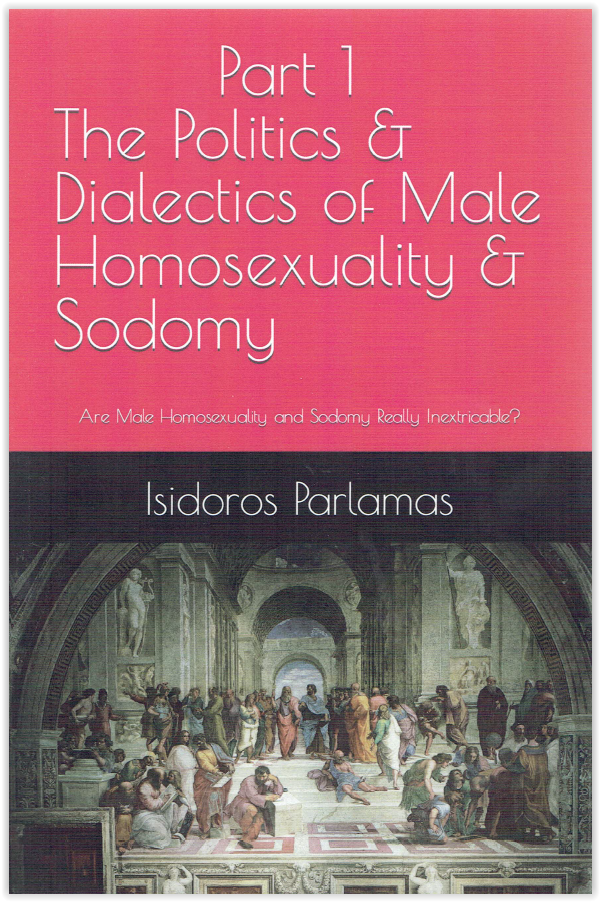 Part 1
The Politics &
Dialectics of Male
Homosexuality &
Sodomy
Are Male Homosexuality and Sodomy Really Inextricable?
Isidoros Parlamas